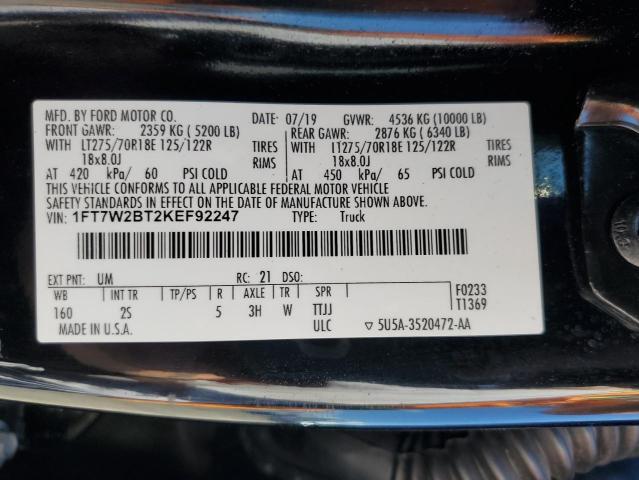 MFD. BY FORD MOTOR CO. DATE: 07/19 GVWR: 4536 KG (10000 LB)
FRONT GAWR: 2359 KG (5200 LB) REAR GAWR: 2876 KG (6340 LB)
WITH LT275/70R18E 125/122R TIRES WITH LT275/70R18E 125/122R TIRES
18x8.0J RIMS 18x8.0J RIMS
AT 420 kPa/ 60 PSI COLD AT 450 kPa/ 65 PSI COLD
THIS VEHICLE CONFORMS TO ALL APPLICABLE FEDERAL MOTOR VEHICLE
SAFETY STANDARDS IN EFFECT ON THE DATE OF MANUFACTURE SHOWN ABOVE.
VIN: 1FT7W2BT2KEF92247 TYPE: Truck
EXT PNT: UM RC: 21 DSO: F0233
WB INT TR TP/PS R AXLE TR SPR T1369
160 2S 5 3H W TTJJ
MADE IN U.S.A. ULC ▽ 5U5A-3520472-AA